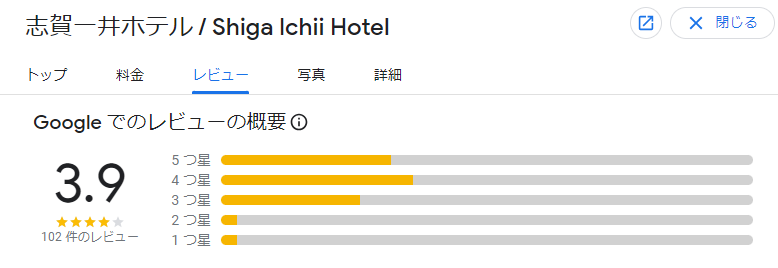 志賀一井ホテル / Shiga Ichii Hotel
閉じる
トップ 料金 レビュー 写真 詳細
Google でのレビューの概要
3.9
102 件のレビュー
5 つ星
4 つ星
3 つ星
2 つ星
1 つ星